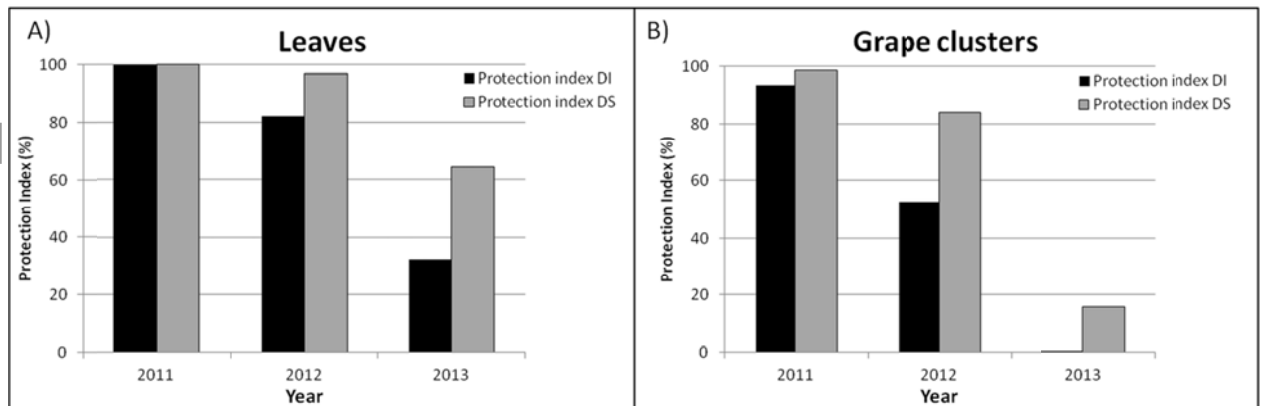 A)
Leaves
Protection index DI
Protection index DS
Protection Index (%)
100
80
60
40
20
0
2011 2012 2013
Year
B)
Grape clusters
Protection index DI
Protection index DS
Protection Index (%)
100
80
60
40
20
0
2011 2012 2013
Year